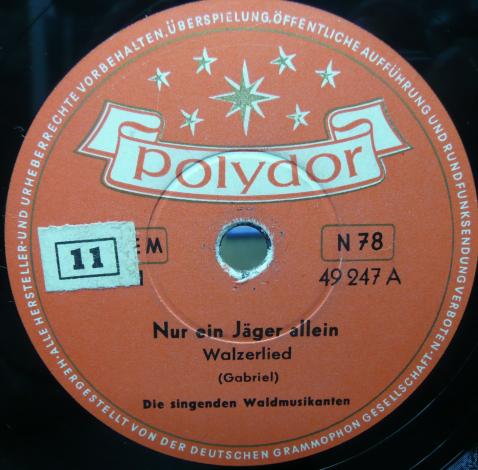 ALLE HERSTELLER-UND URHEBERRECHTE VORBEHALTEN, ÜBERSPIELUNG, ÖFFENTLICHE AUFFÜHRUNG UND RUNDFUNKSENDUNG VERBOTEN.
polydor
11
EM
N 78
49 247 A
Nur ein Jäger allein
Walzerlied
(Gabriel)
Die singenden Waldmusikanten
HERGESTELLT VON DER DEUTSCHEN GRAMMOPHON GESELLSCHAFT